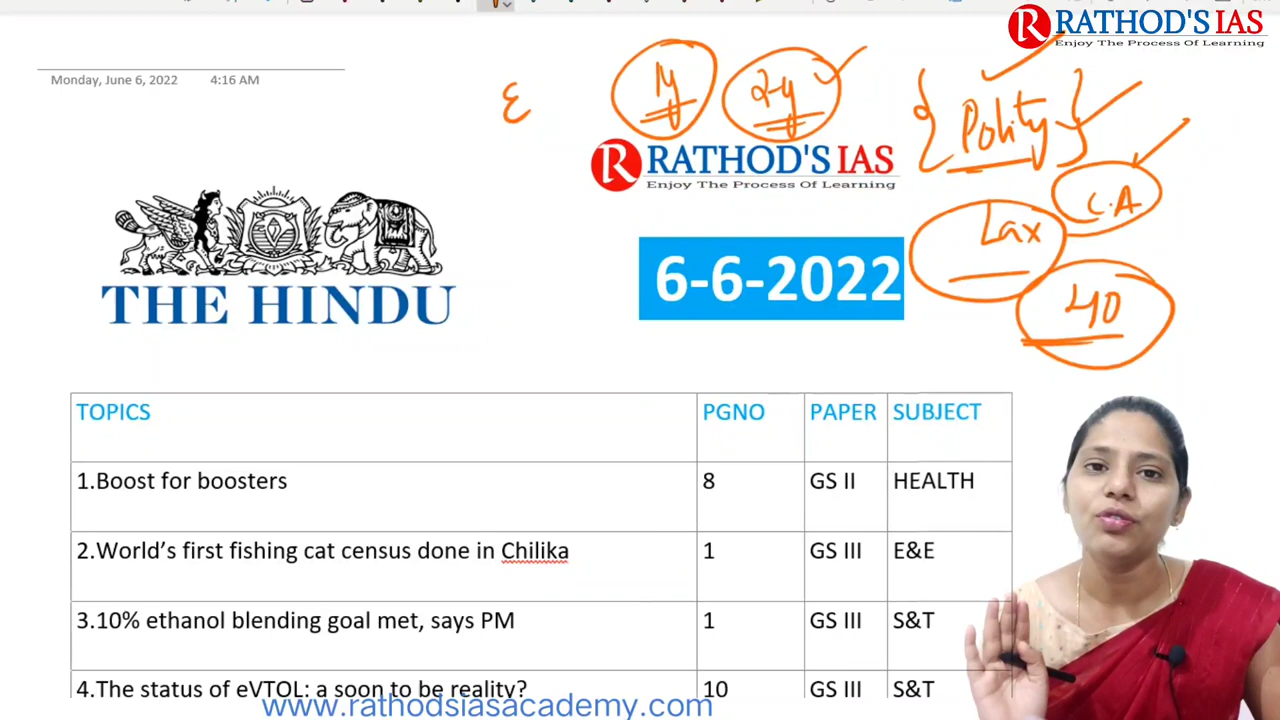 RATHOD'S IAS
Enjoy The Process Of Learning
Monday, June 6, 2022 4:16 AM
1y 2-y Polity
RATHOD'S IAS
Enjoy The Process Of Learning
C.A
Lax
40
THE HINDU
6-6-2022
TOPICS PGNO PAPER SUBJECT
1.Boost for boosters 8 GS II HEALTH
2.World's first fishing cat census done in Chilika 1 GS III E&E
3.10% ethanol blending goal met, says PM 1 GS III S&T
4.The status of eVTOL: a soon to be reality? 10 GS III S&T
www.rathodsiasacademy.com